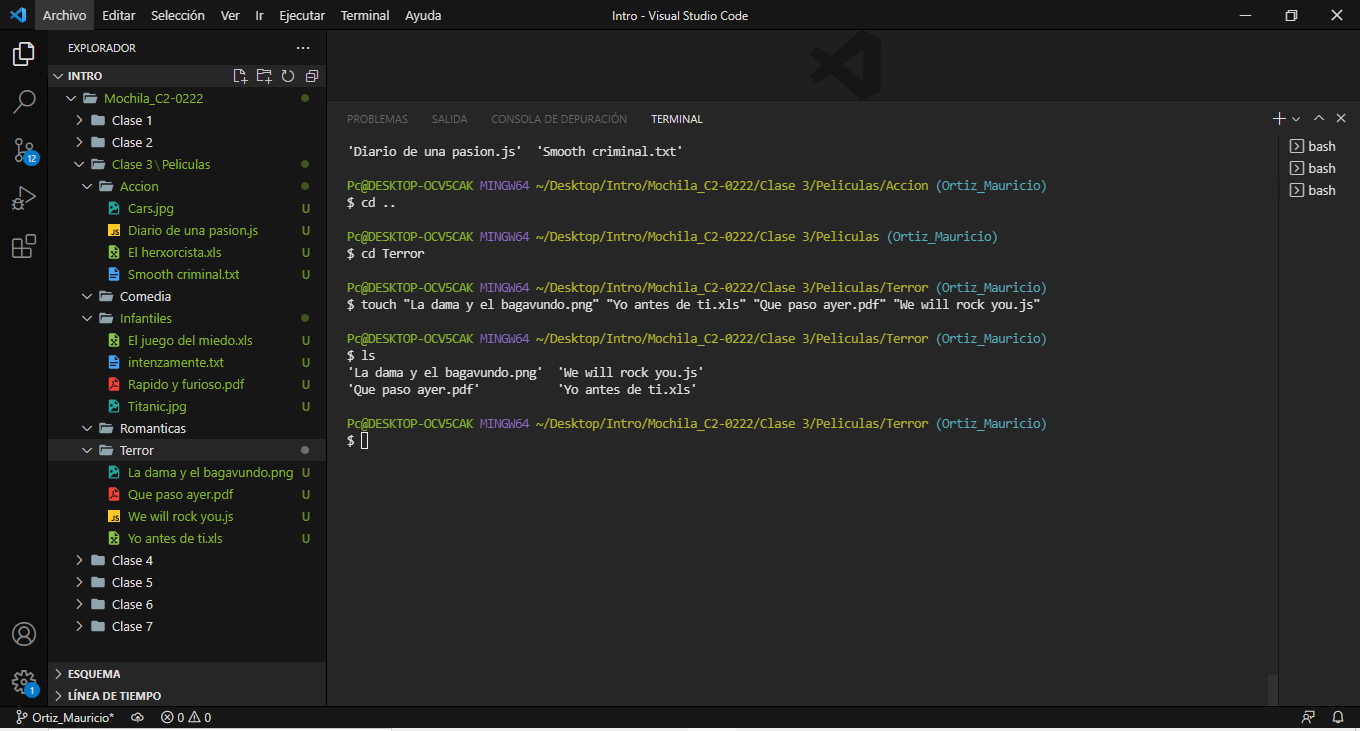 Archivo Editar Selección Ver Ir Ejecutar Terminal Ayuda
Intro - Visual Studio Code
EXPLORADOR
INTRO
Mochila_C2-0222
Clase 1
Clase 2
Clase 3 \ Peliculas
Accion
Cars.jpg U
JS Diario de una pasion.js U
El herxorcista.xls U
Smooth criminal.txt U
Comedia
Infantiles
El juego del miedo.xls U
intenzamente.txt U
Rapido y furioso.pdf U
Titanic.jpg U
Romanticas
Terror
La dama y el bagavundo.png U
Que paso ayer.pdf U
JS We will rock you.js U
Yo antes de ti.xls U
Clase 4
Clase 5
Clase 6
Clase 7
ESQUEMA
LÍNEA DE TIEMPO
12
1
PROBLEMAS SALIDA CONSOLA DE DEPURACIÓN TERMINAL
'Diario de una pasion.js'  'Smooth criminal.txt'
Pc@DESKTOP-OCV5CAK MINGW64 ~/Desktop/Intro/Mochila_C2-0222/Clase 3/Peliculas/Accion (Ortiz_Mauricio)
$ cd ..
Pc@DESKTOP-OCV5CAK MINGW64 ~/Desktop/Intro/Mochila_C2-0222/Clase 3/Peliculas (Ortiz_Mauricio)
$ cd Terror
Pc@DESKTOP-OCV5CAK MINGW64 ~/Desktop/Intro/Mochila_C2-0222/Clase 3/Peliculas/Terror (Ortiz_Mauricio)
$ touch "La dama y el bagavundo.png" "Yo antes de ti.xls" "Que paso ayer.pdf" "We will rock you.js"
Pc@DESKTOP-OCV5CAK MINGW64 ~/Desktop/Intro/Mochila_C2-0222/Clase 3/Peliculas/Terror (Ortiz_Mauricio)
$ ls
'La dama y el bagavundo.png'  'We will rock you.js'
'Que paso ayer.pdf'  'Yo antes de ti.xls'
Pc@DESKTOP-OCV5CAK MINGW64 ~/Desktop/Intro/Mochila_C2-0222/Clase 3/Peliculas/Terror (Ortiz_Mauricio)
$
bash
bash
bash
Ortiz_Mauricio* 0 0